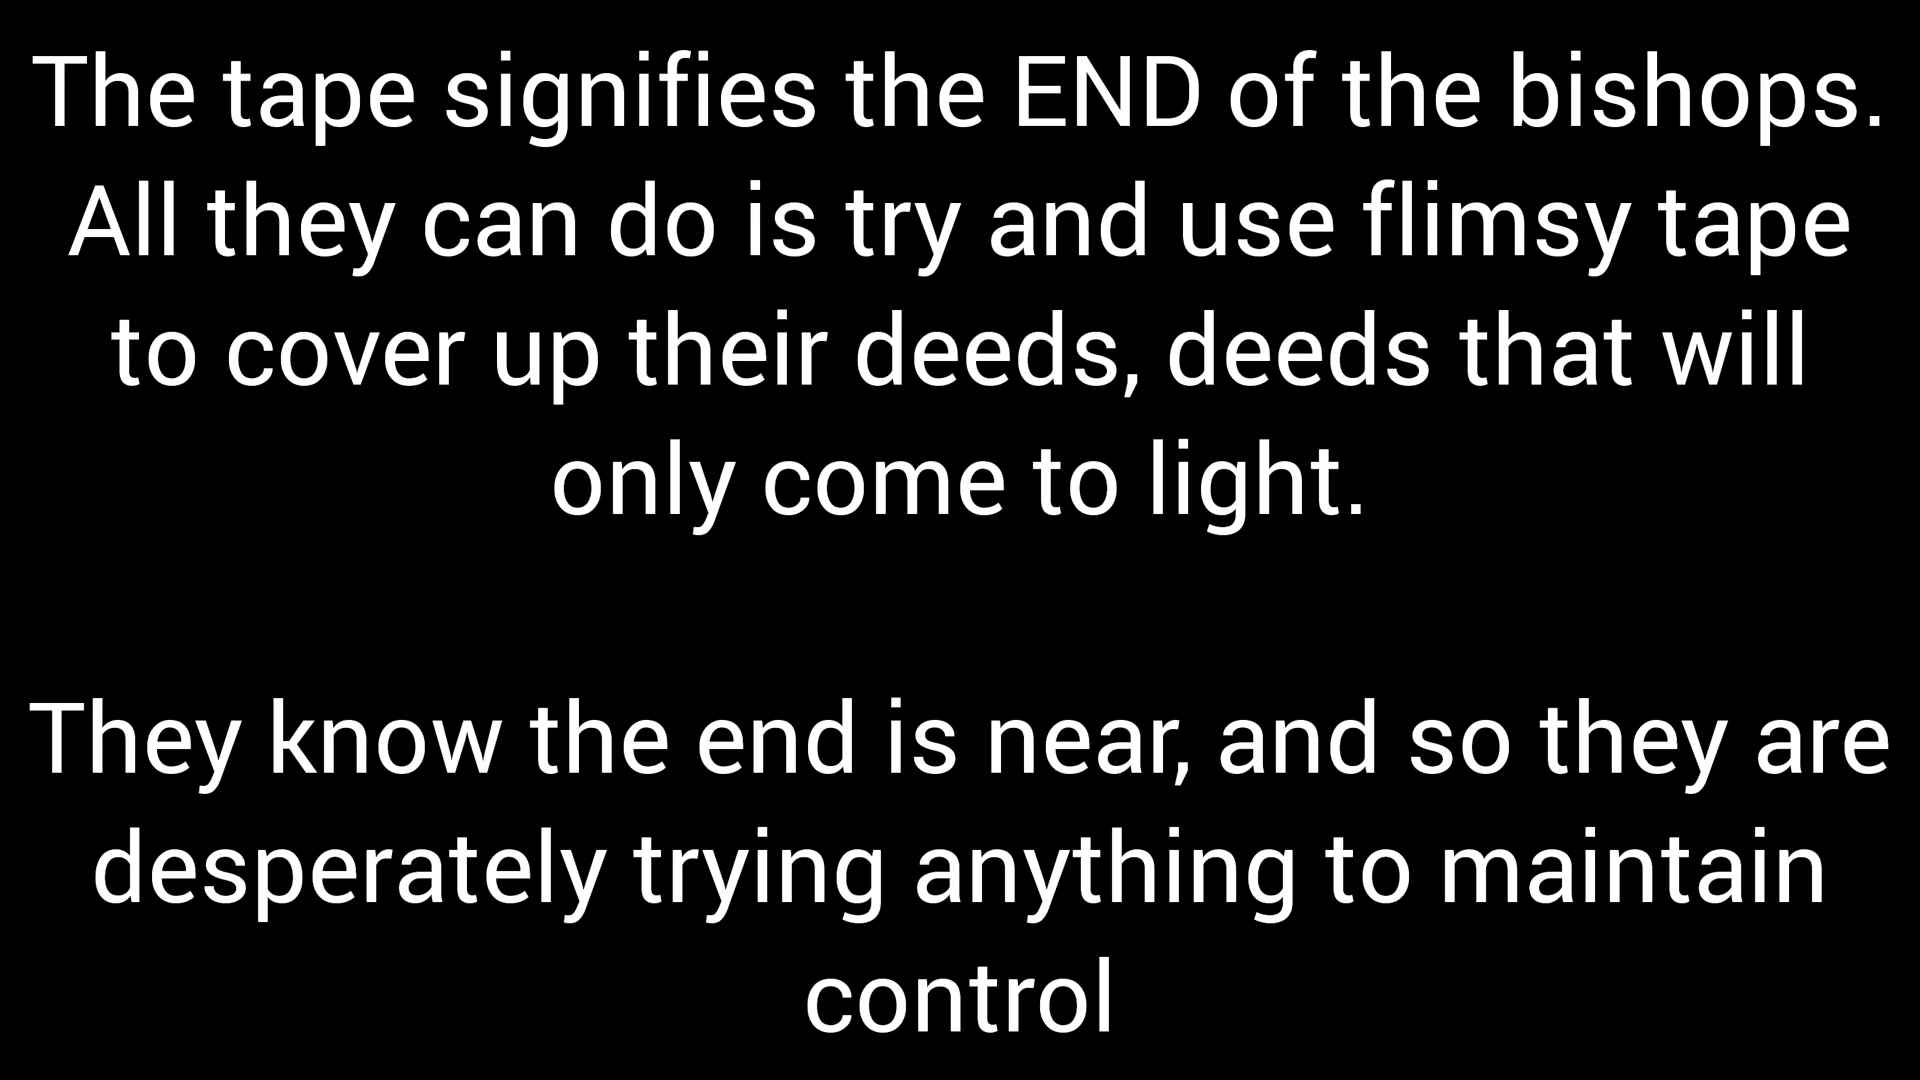 The tape signifies the END of the bishops.
All they can do is try and use flimsy tape
to cover up their deeds, deeds that will
only come to light.
They know the end is near, and so they are
desperately trying anything to maintain
control